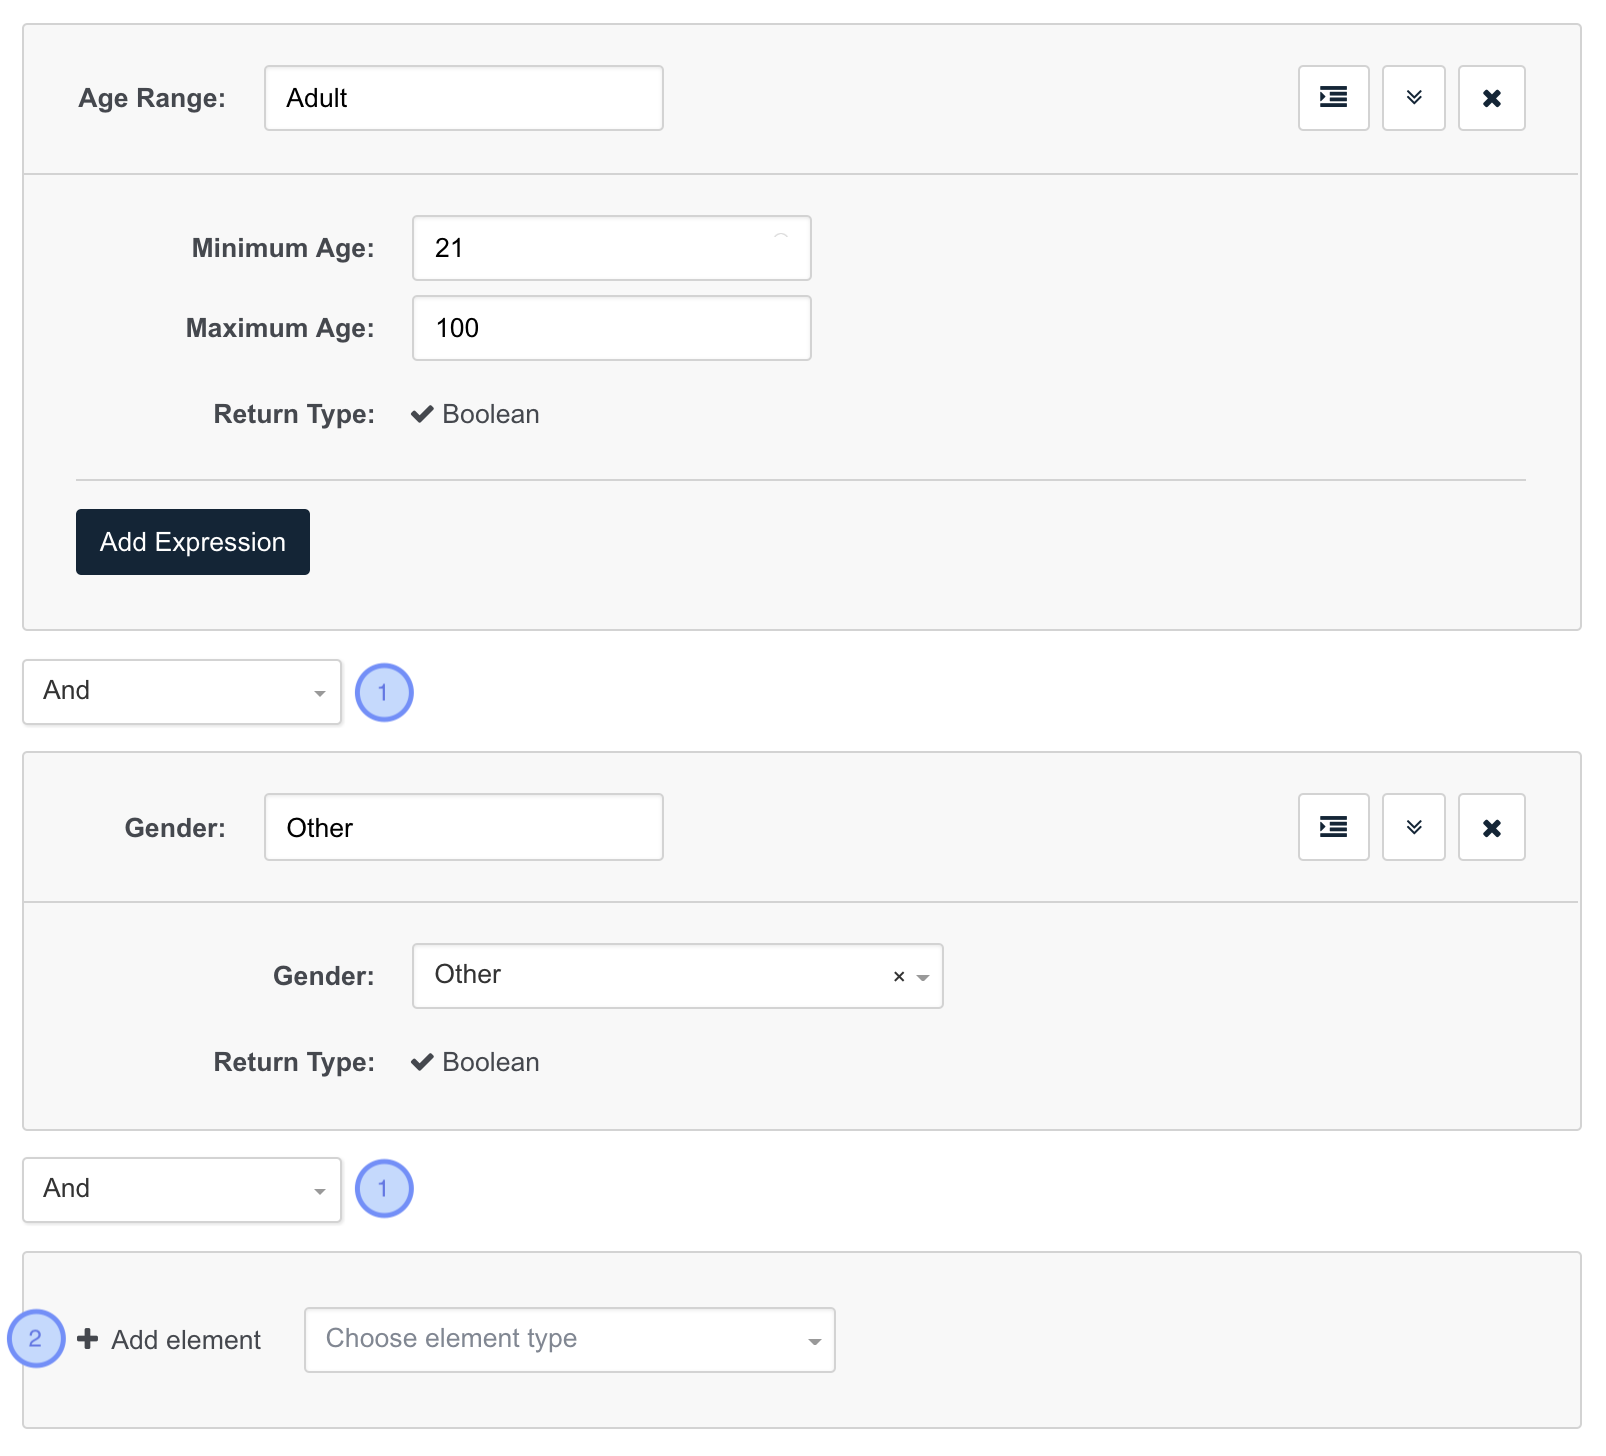 Age Range: Adult
Minimum Age: 21
Maximum Age: 100
Return Type: Boolean
Add Expression
And 1
Gender: Other
Gender: Other ×
Return Type: Boolean
And 1
2 Add element Choose element type